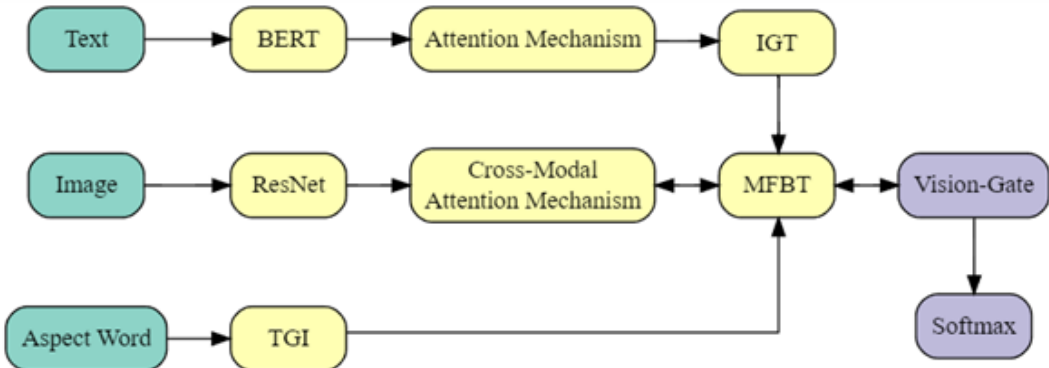 Text
BERT
Attention Mechanism
IGT
Image
ResNet
Cross-Modal
Attention Mechanism
MFBT
Vision-Gate
Aspect Word
TGI
Softmax